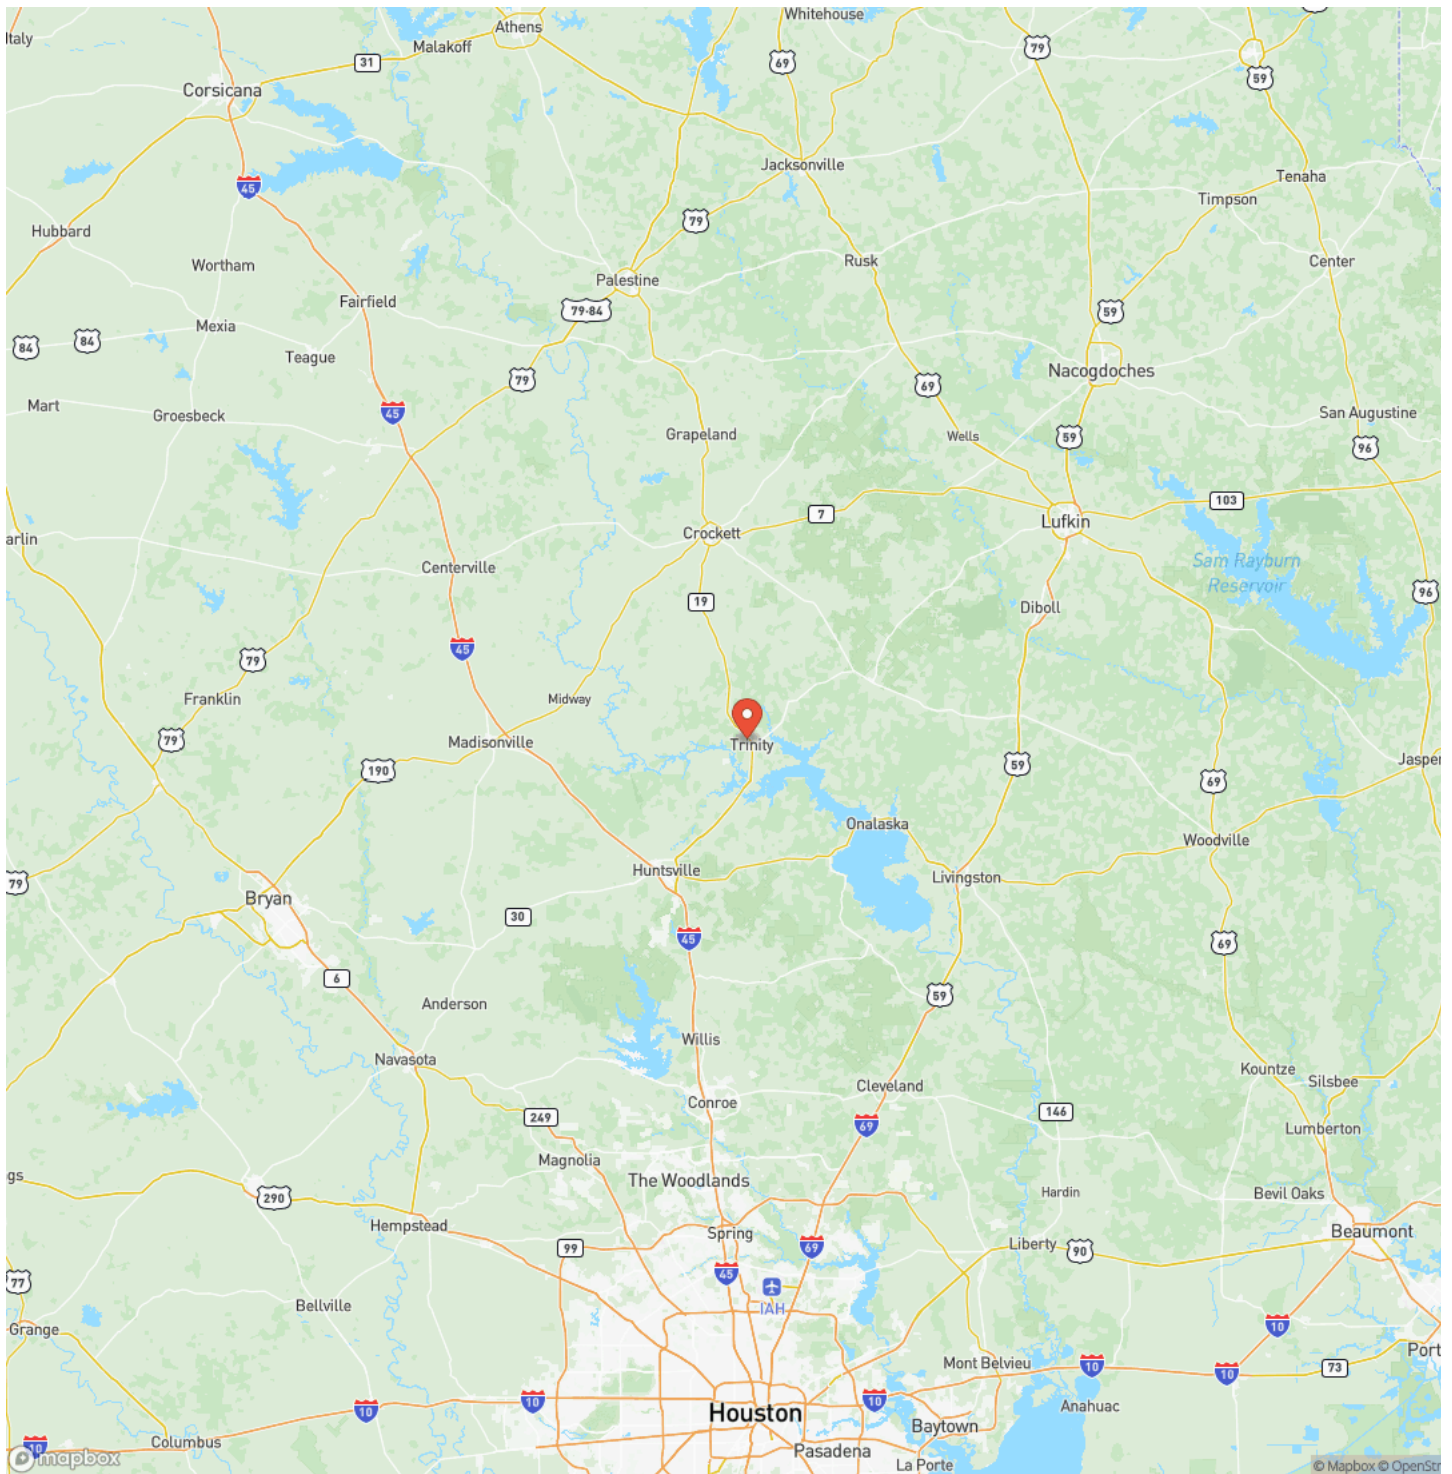 Whitehouse
Athens
Italy
Malakoff
79
31
69
59
Corsicana
Jacksonville
45
Tenaha
Timpson
79
Hubbard
Wortham
Rusk
Center
Palestine
Fairfield
79-84
59
Mexia
84
84
Teague
Nacogdoches
79
69
Mart
Groesbeck
45
San Augustine
Grapeland
Wells
59
96
103
7
Lufkin
Crockett
arlin
Sam Rayburn
Reservoir
Centerville
96
19
Diboll
45
79
Franklin
Midway
79
Madisonville
Trinity
Jasper
59
190
69
Onalaska
Woodville
Huntsville
Livingston
79
Bryan
30
45
69
6
59
Anderson
Willis
Navasota
Kountze
Silsbee
Cleveland
Conroe
146
249
69
Lumberton
Magnolia
gs
The Woodlands
Hardin
Bevil Oaks
290
Hempstead
Spring
Beaumont
99
69
Liberty
90
45
77
IAH
Bellville
Grange
10
Port
Mont Belvieu
10
73
10
10
10
10
Anahuac
Houston
Baytown
Columbus
10
Pasadena
mapbox
La Porte
© Mapbox © OpenStr